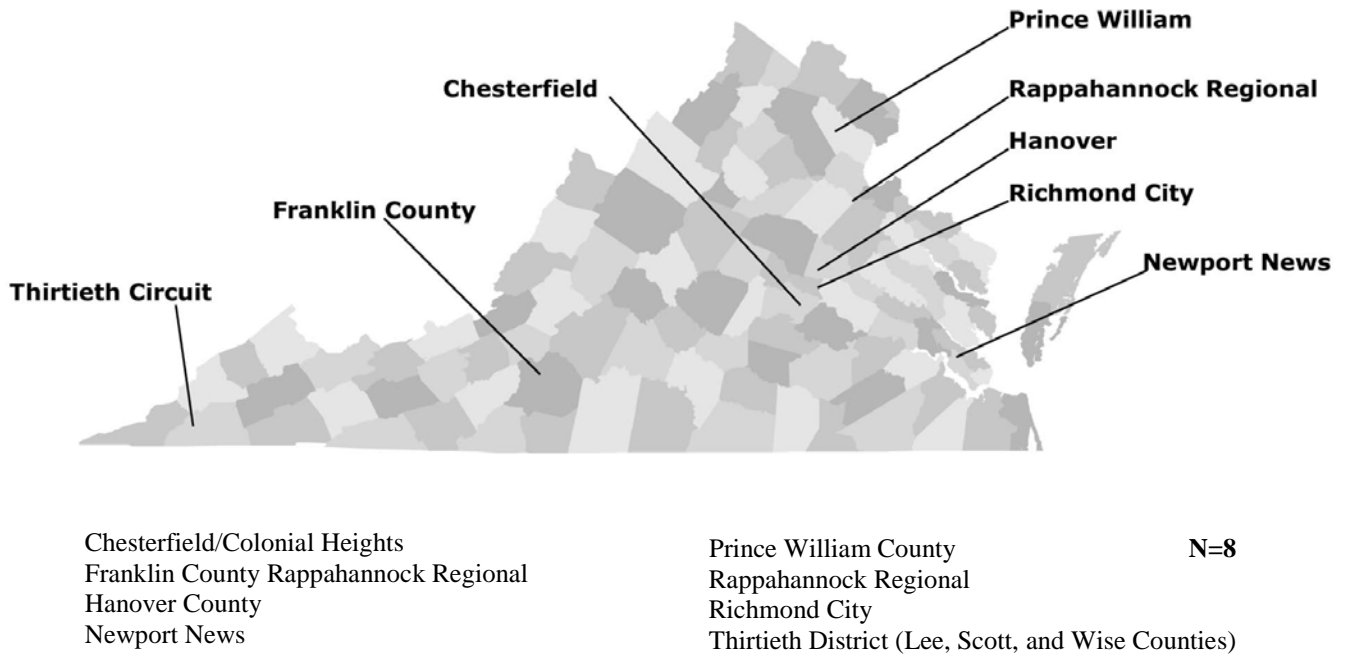 Prince William
Chesterfield
Rappahannock Regional
Hanover
Richmond City
Franklin County
Newport News
Thirtieth Circuit
Chesterfield/Colonial Heights
Franklin County Rappahannock Regional
Hanover County
Newport News
Prince William County
N=8
Rappahannock Regional
Richmond City
Thirtieth District (Lee, Scott, and Wise Counties)